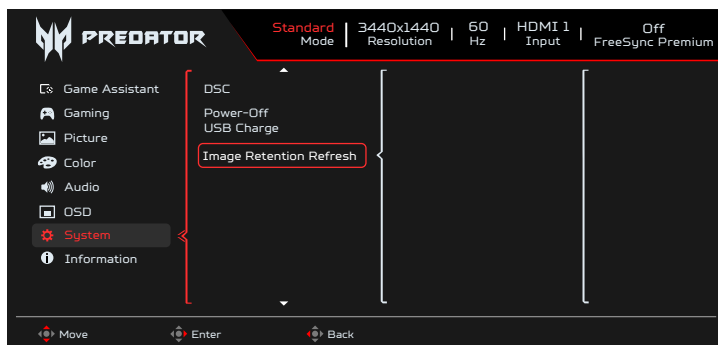 PREDATOR
Standard Mode | 3440x1440 Resolution | 60 Hz | HDMI 1 Input | Off FreeSync Premium
Game Assistant
Gaming
Picture
Color
Audio
OSD
System
Information
DSC
Power-Off
USB Charge
Image Retention Refresh
Move
Enter
Back